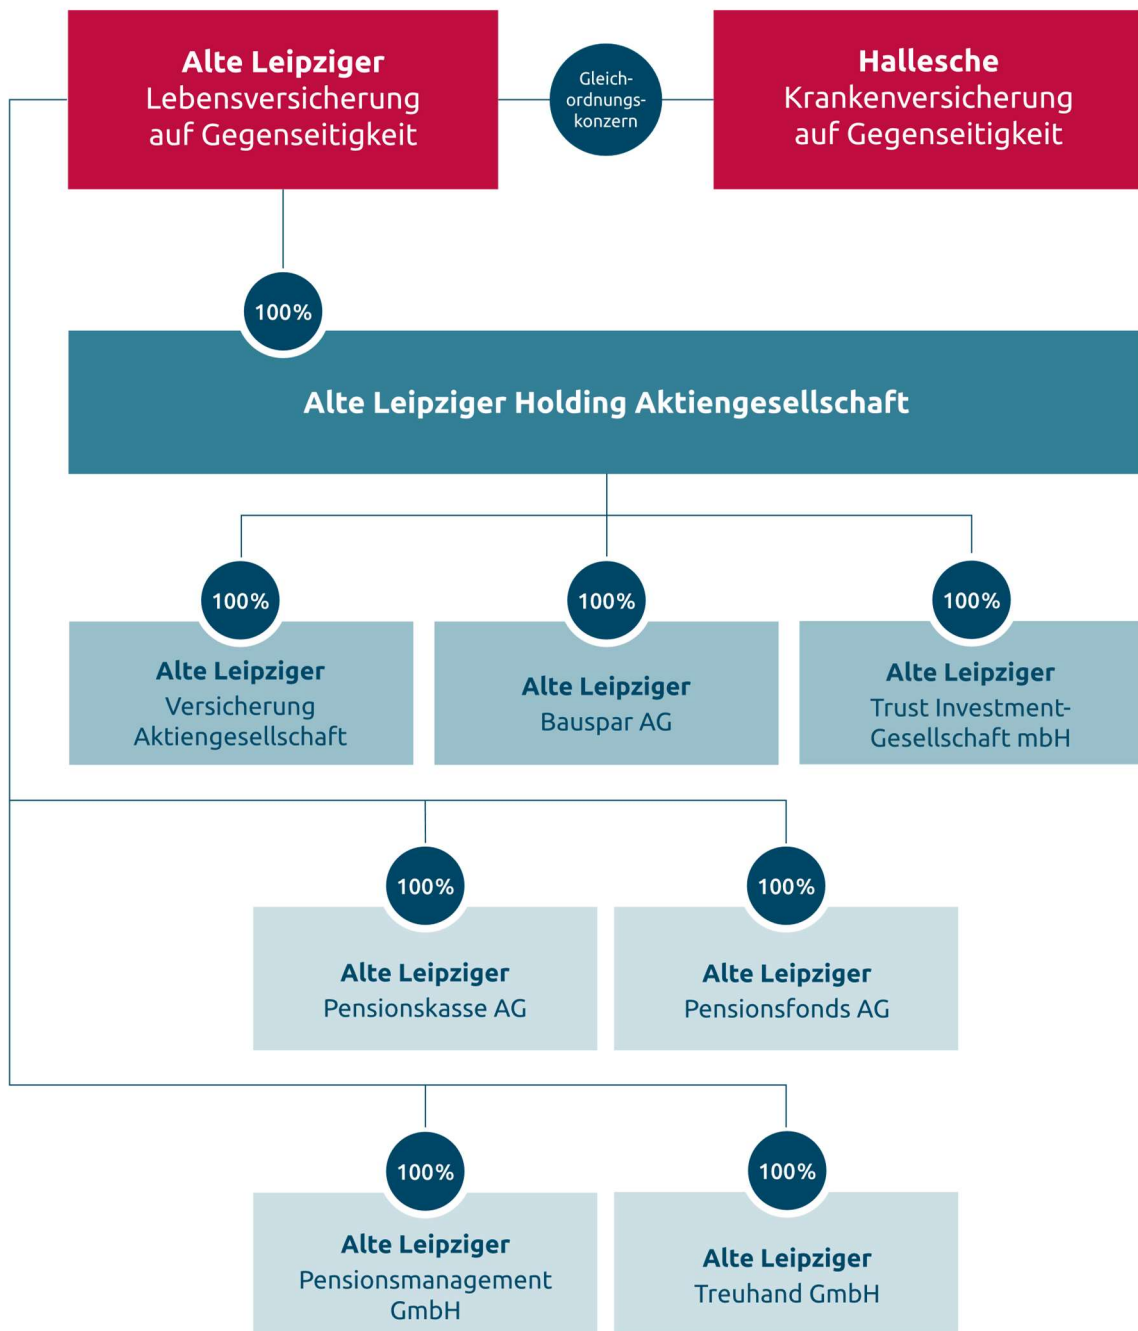 Alte Leipziger
Lebensversicherung
auf Gegenseitigkeit
Gleich-
ordnungs-
konzern
Hallesche
Krankenversicherung
auf Gegenseitigkeit
100%
Alte Leipziger Holding Aktiengesellschaft
100%
100%
100%
Alte Leipziger
Versicherung
Aktiengesellschaft
Alte Leipziger
Bauspar AG
Alte Leipziger
Trust Investment-
Gesellschaft mbH
100%
100%
Alte Leipziger
Pensionskasse AG
Alte Leipziger
Pensionsfonds AG
100%
100%
Alte Leipziger
Pensionsmanagement
GmbH
Alte Leipziger
Treuhand GmbH